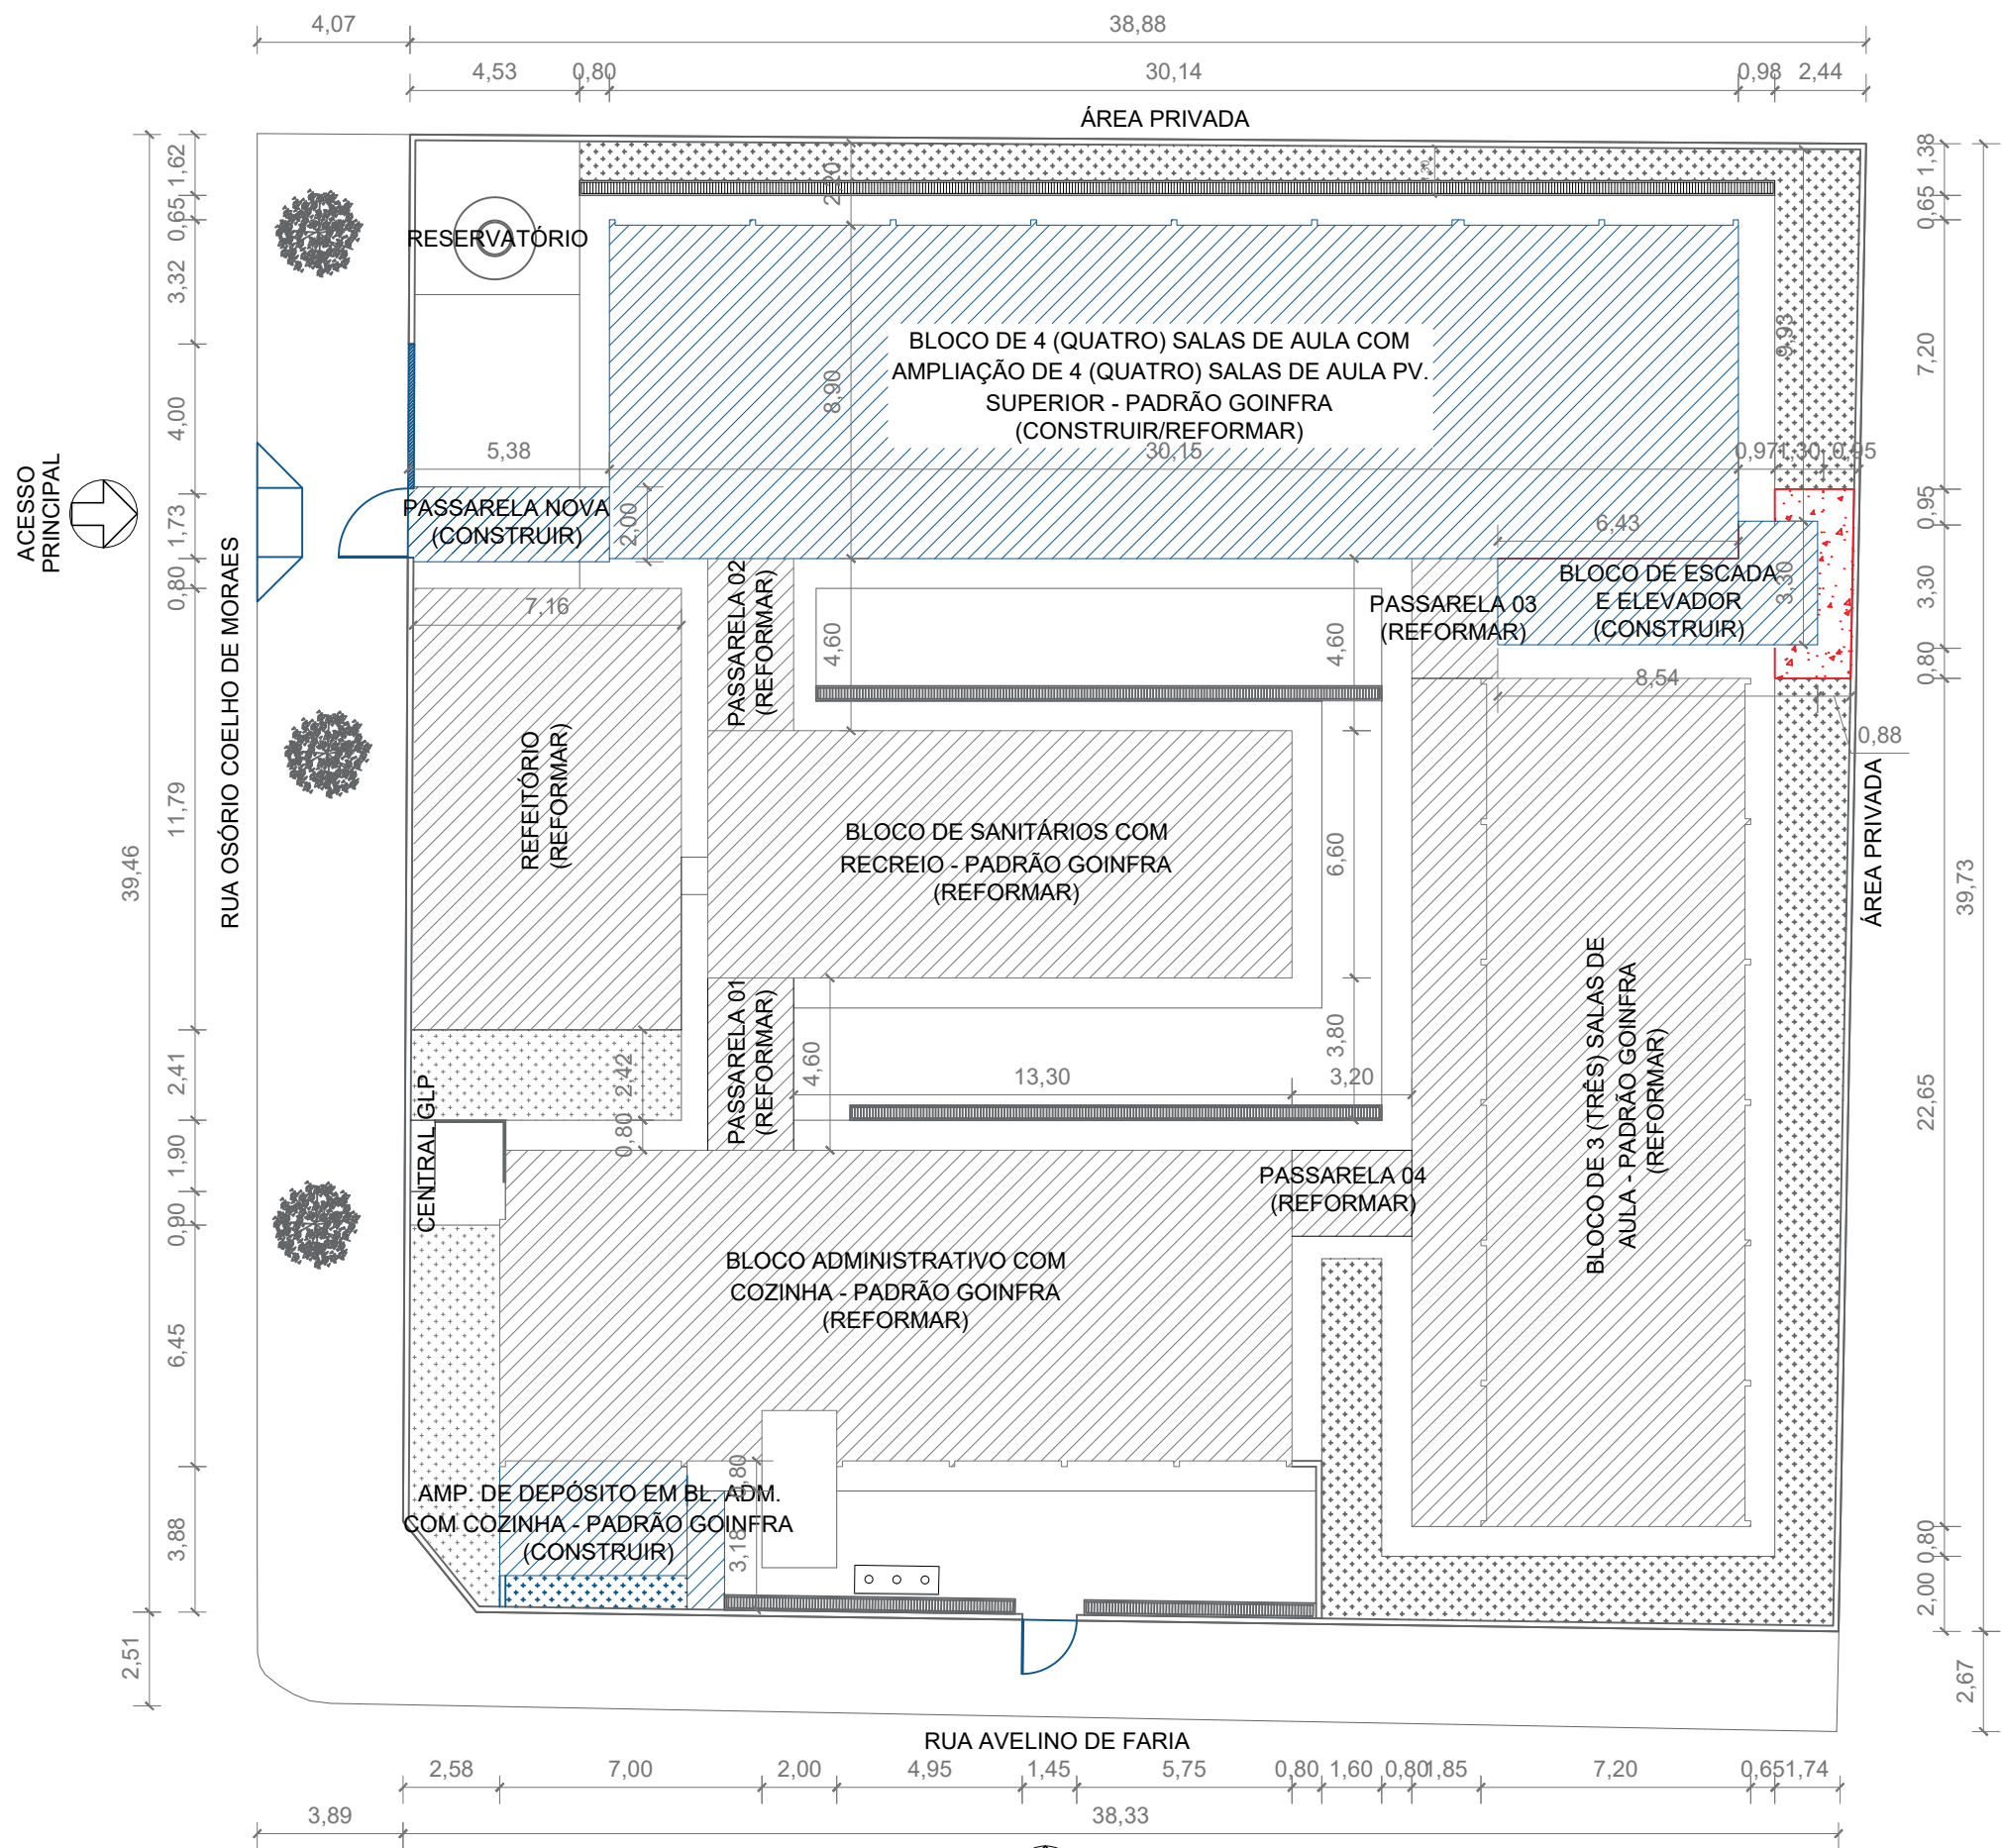 4,07
38,88
4,53
0,80
30,14
0,98
2,44
ÁREA PRIVADA
1,62
0,65
3,32
4,00
1,73
0,80
11,79
39,46
2,41
1,90
0,90
6,45
3,88
2,51
1,38
0,65
7,20
0,95
3,30
0,80
39,73
22,65
0,80
2,00
2,67
RESERVATÓRIO
2,20
8,90
9,93
BLOCO DE 4 (QUATRO) SALAS DE AULA COM
AMPLIAÇÃO DE 4 (QUATRO) SALAS DE AULA PV.
SUPERIOR - PADRÃO GOINFRA
(CONSTRUIR/REFORMAR)
5,38
30,15
0,97
1,30
0,95
ACESSO
PRINCIPAL
RUA OSÓRIO COELHO DE MORAES
PASSARELA NOVA
(CONSTRUIR)
2,00
6,43
BLOCO DE ESCADA
E ELEVADOR
(CONSTRUIR)
3,30
7,16
PASSARELA 02
(REFORMAR)
4,60
4,60
PASSARELA 03
(REFORMAR)
8,54
0,88
ÁREA PRIVADA
REFEITÓRIO
(REFORMAR)
BLOCO DE SANITÁRIOS COM
RECREIO - PADRÃO GOINFRA
(REFORMAR)
6,60
BLOCO DE 3 (TRÊS) SALAS DE
AULA - PADRÃO GOINFRA
(REFORMAR)
PASSARELA 01
(REFORMAR)
4,60
3,80
2,42
0,80
13,30
3,20
CENTRAL GLP
PASSARELA 04
(REFORMAR)
BLOCO ADMINISTRATIVO COM
COZINHA - PADRÃO GOINFRA
(REFORMAR)
0,80
3,18
AMP. DE DEPÓSITO EM BL. ADM.
COM COZINHA - PADRÃO GOINFRA
(CONSTRUIR)
RUA AVELINO DE FARIA
2,58
7,00
2,00
4,95
1,45
5,75
0,80
1,60
0,80
1,85
7,20
0,65
1,74
3,89
38,33